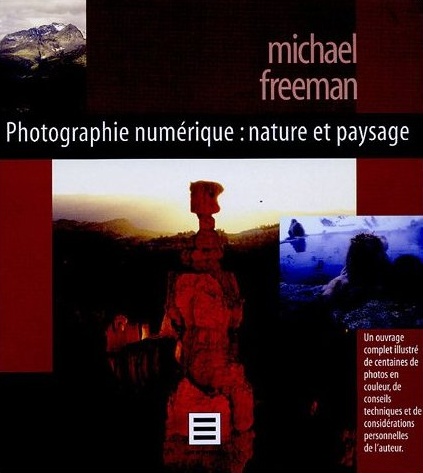 michael
freeman
Photographie numérique : nature et paysage
Un ouvrage
complet illustré
de centaines de
photos en
couleur, de
conseils
techniques et de
considérations
personnelles
de l'auteur.